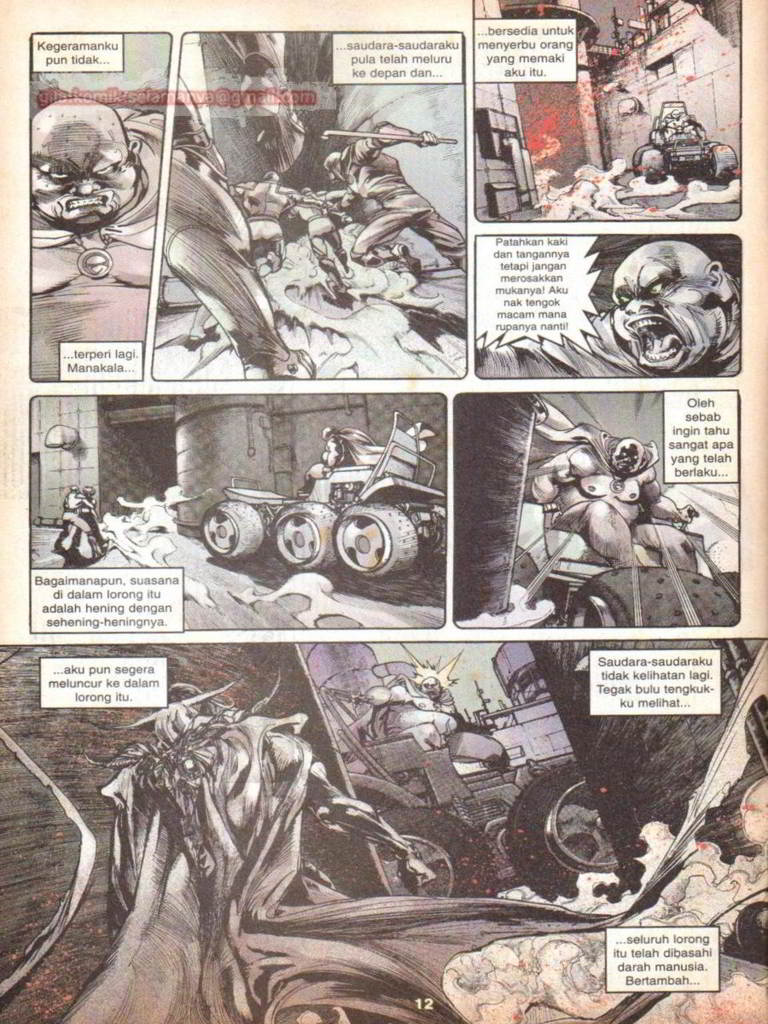 Kegeramanku
pun tidak...
...terperi lagi.
Manakala...
...saudara-saudaraku
pula telah meluru
ke depan dan...
...bersedia untuk
menyerbu orang
yang memaki
aku itu.
Patahkan kaki
dan tangannya
tetapi jangan
merosakkan
mukanya! Aku
nak tengok
macam mana
rupanya nanti!
Bagaimanapun, suasana
di dalam lorong itu
adalah hening dengan
sehening-heningnya.
Oleh
sebab
ingin tahu
sangat apa
yang telah
berlaku...
...aku pun segera
meluncur ke dalam
lorong itu.
Saudara-saudaraku
tidak kelihatan lagi.
Tegak bulu tengkuk-
ku melihat...
...seluruh lorong
itu telah dibasahi
darah manusia.
Bertambah...
12